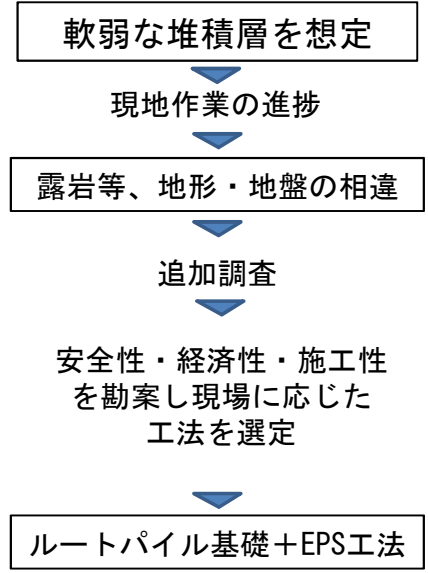 軟弱な堆積層を想定
現地作業の進捗
露岩等、地形・地盤の相違
追加調査
安全性・経済性・施工性
を勘案し現場に応じた
工法を選定
ルートパイル基礎＋EPS工法